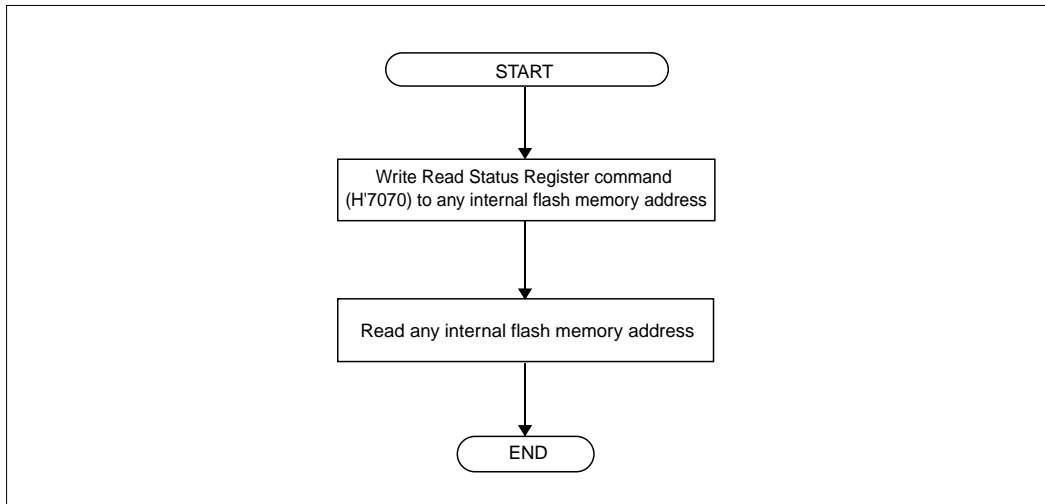 START
Write Read Status Register command
(H'7070) to any internal flash memory address
Read any internal flash memory address
END